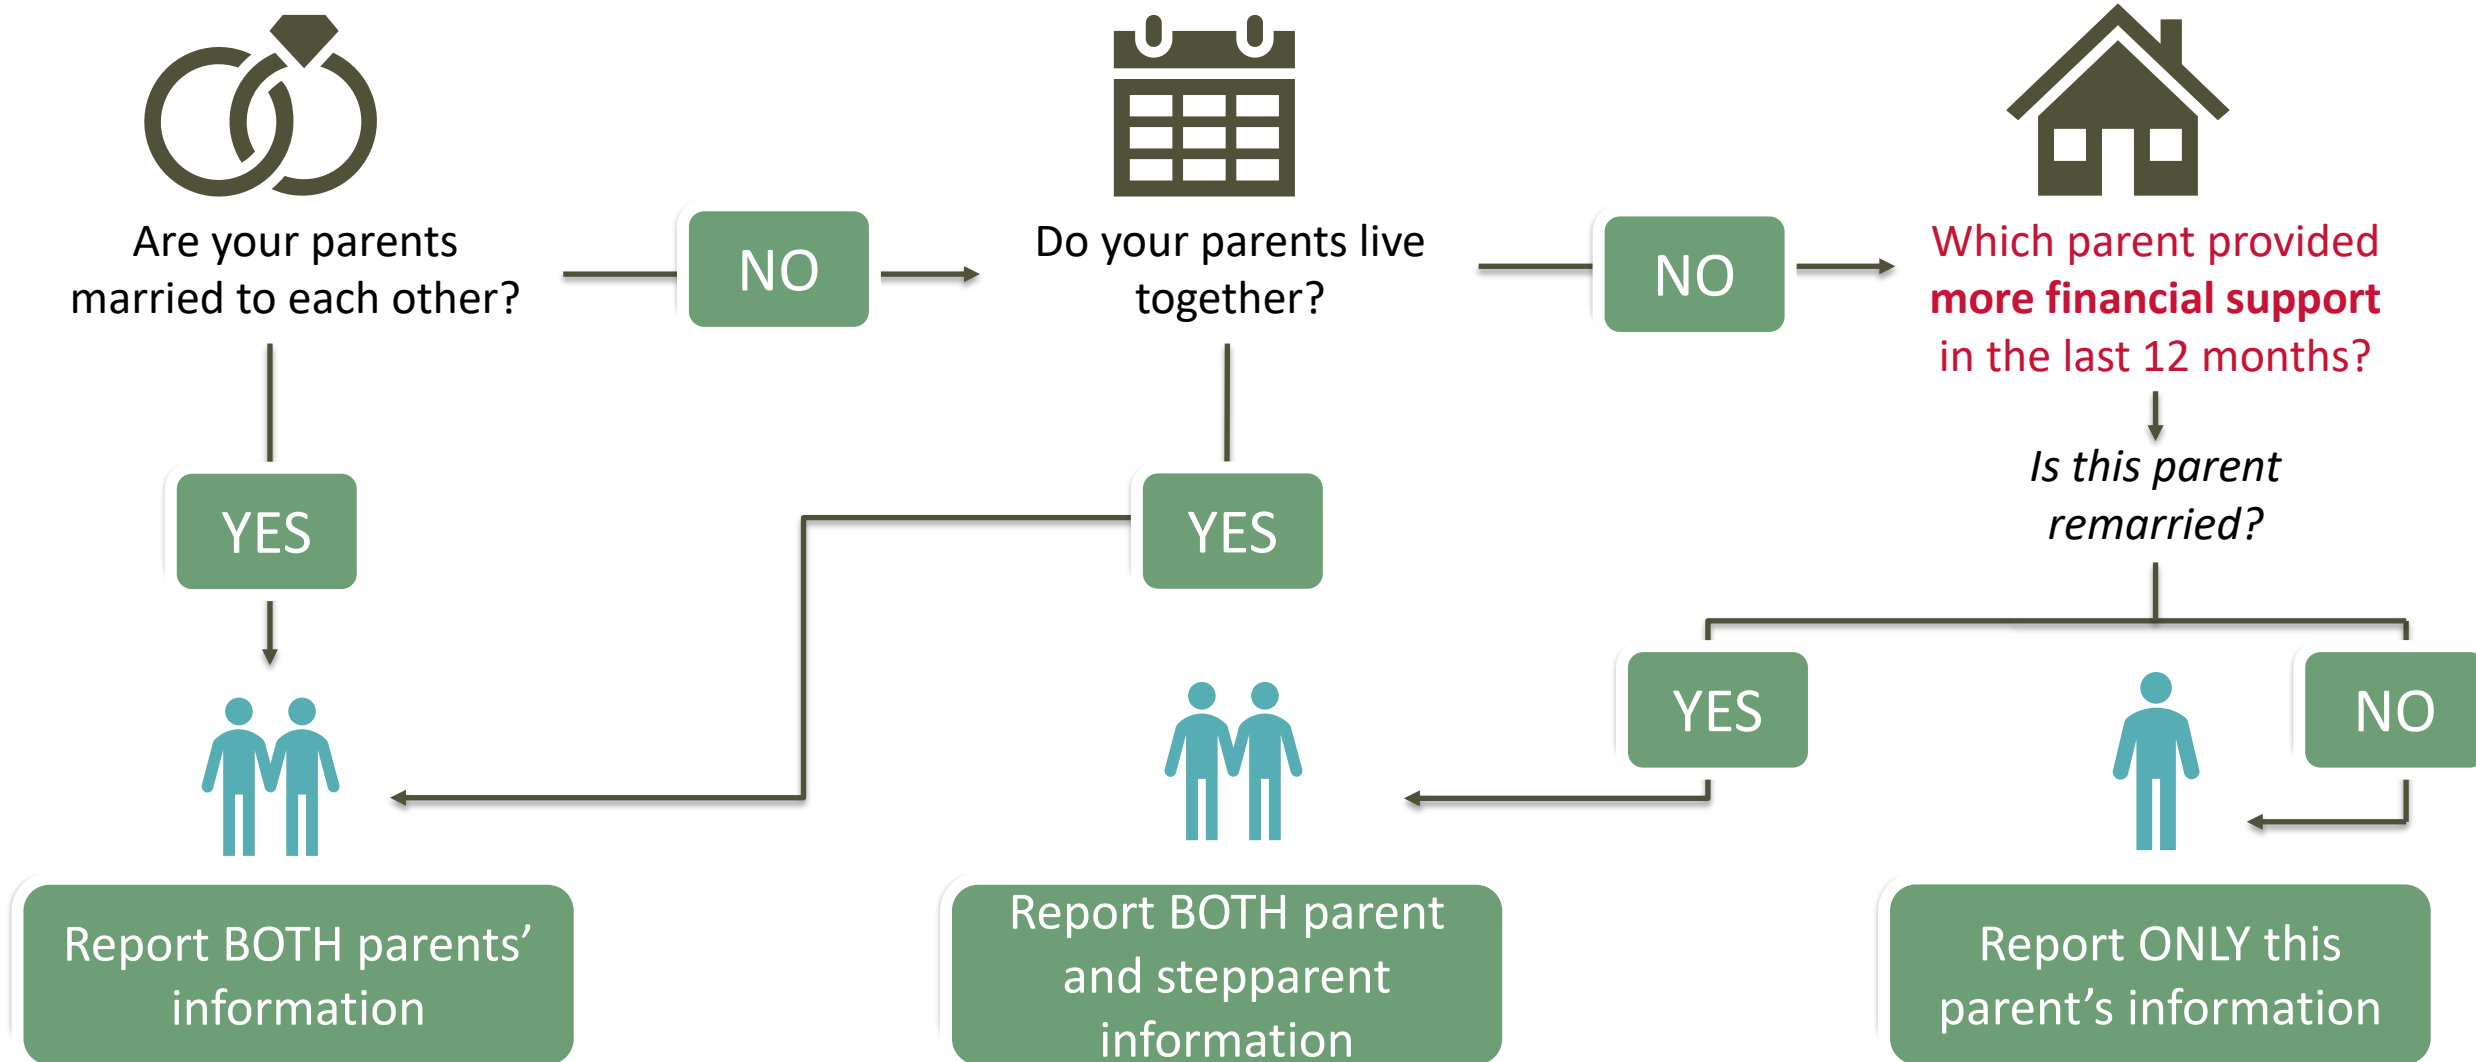 Are your parents
married to each other?
NO
Do your parents live
together?
NO
Which parent provided
more financial support
in the last 12 months?
Is this parent
remarried?
YES
YES
YES
NO
Report BOTH parents’
information
Report BOTH parent
and stepparent
information
Report ONLY this
parent’s information